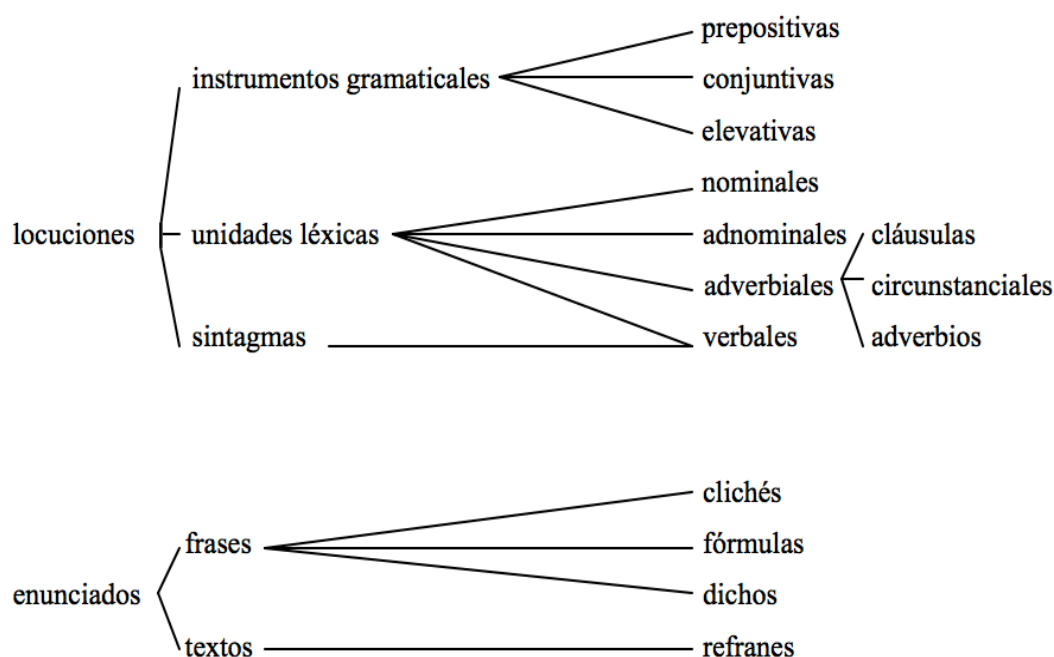 prepositivas
instrumentos gramaticales conjuntivas
elevativas
nominales
locuciones unidades léxicas adnominales cláusulas
adverbiales circunstanciales
sintagmas verbales adverbios
clichés
frases fórmulas
enunciados dichos
textos refranes